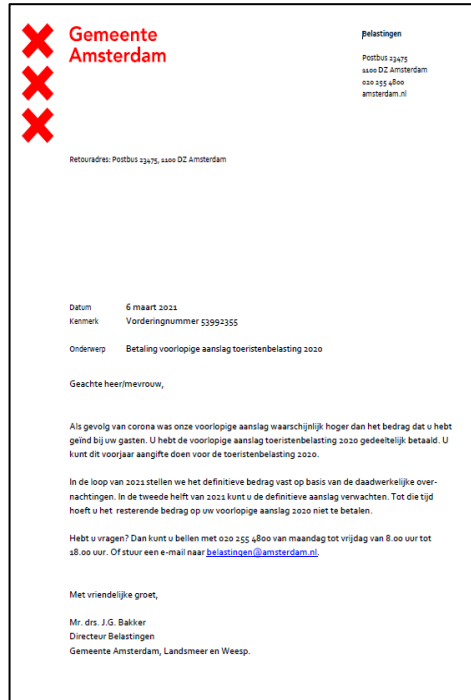 Gemeente
Amsterdam
Belastingen
Postbus 23475
1100 DZ Amsterdam
020 255 4800
amsterdam.nl
Retouradres: Postbus 23475, 1100 DZ Amsterdam
Datum 6 maart 2021
Kenmerk Vorderingnummer 53992355
Onderwerp Betaling voorlopige aanslag toeristenbelasting 2020
Geachte heer/mevrouw,
Als gevolg van corona was onze voorlopige aanslag waarschijnlijk hoger dan het bedrag dat u hebt
geïnd bij uw gasten. U hebt de voorlopige aanslag toeristenbelasting 2020 gedeeltelijk betaald. U
kunt dit voorjaar aangifte doen voor de toeristenbelasting 2020.
In de loop van 2021 stellen we het definitieve bedrag vast op basis van de daadwerkelijke over-
nachtingen. In de tweede helft van 2021 kunt u de definitieve aanslag verwachten. Tot die tijd
hoeft u het resterende bedrag op uw voorlopige aanslag 2020 niet te betalen.
Hebt u vragen? Dan kunt u bellen met 020 255 4800 van maandag tot vrijdag van 8.00 uur tot
18.00 uur. Of stuur een e-mail naar belastingen@amsterdam.nl.
Met vriendelijke groet,
Mr. drs. J.G. Bakker
Directeur Belastingen
Gemeente Amsterdam, Landsmeer en Weesp.